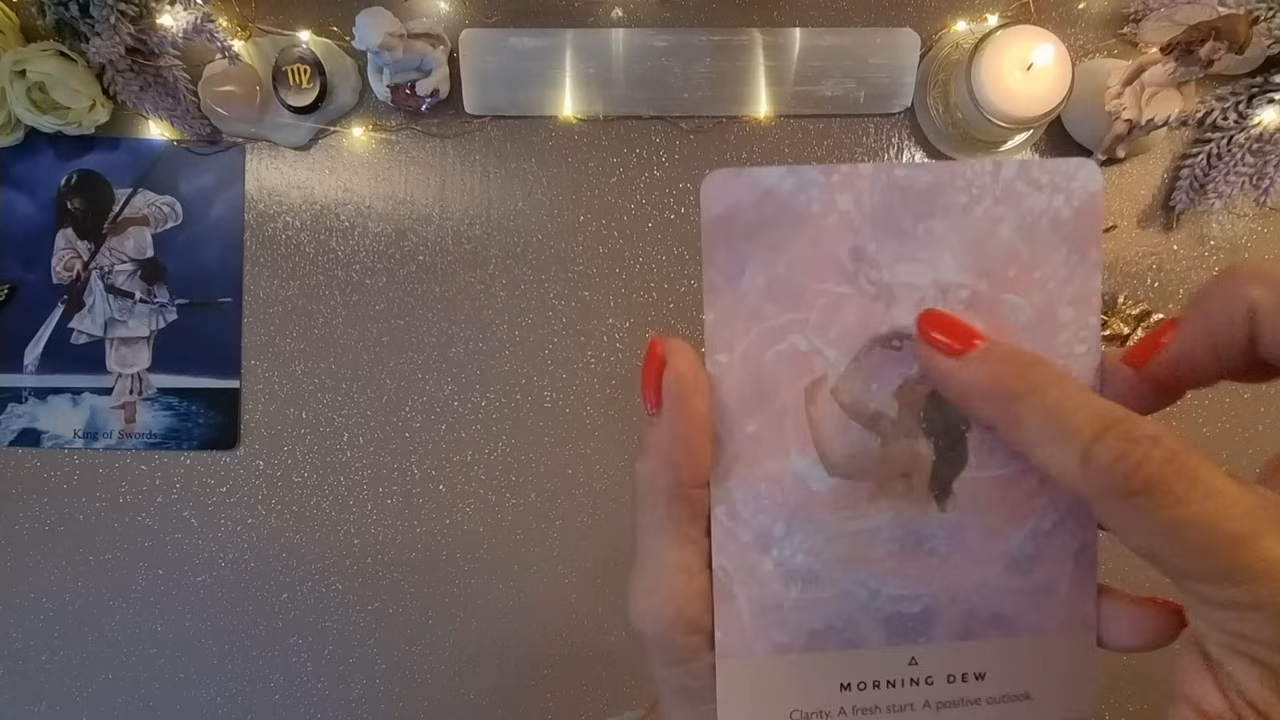 King of Swords
MORNING DEW
Clarity. A fresh start. A positive outlook.